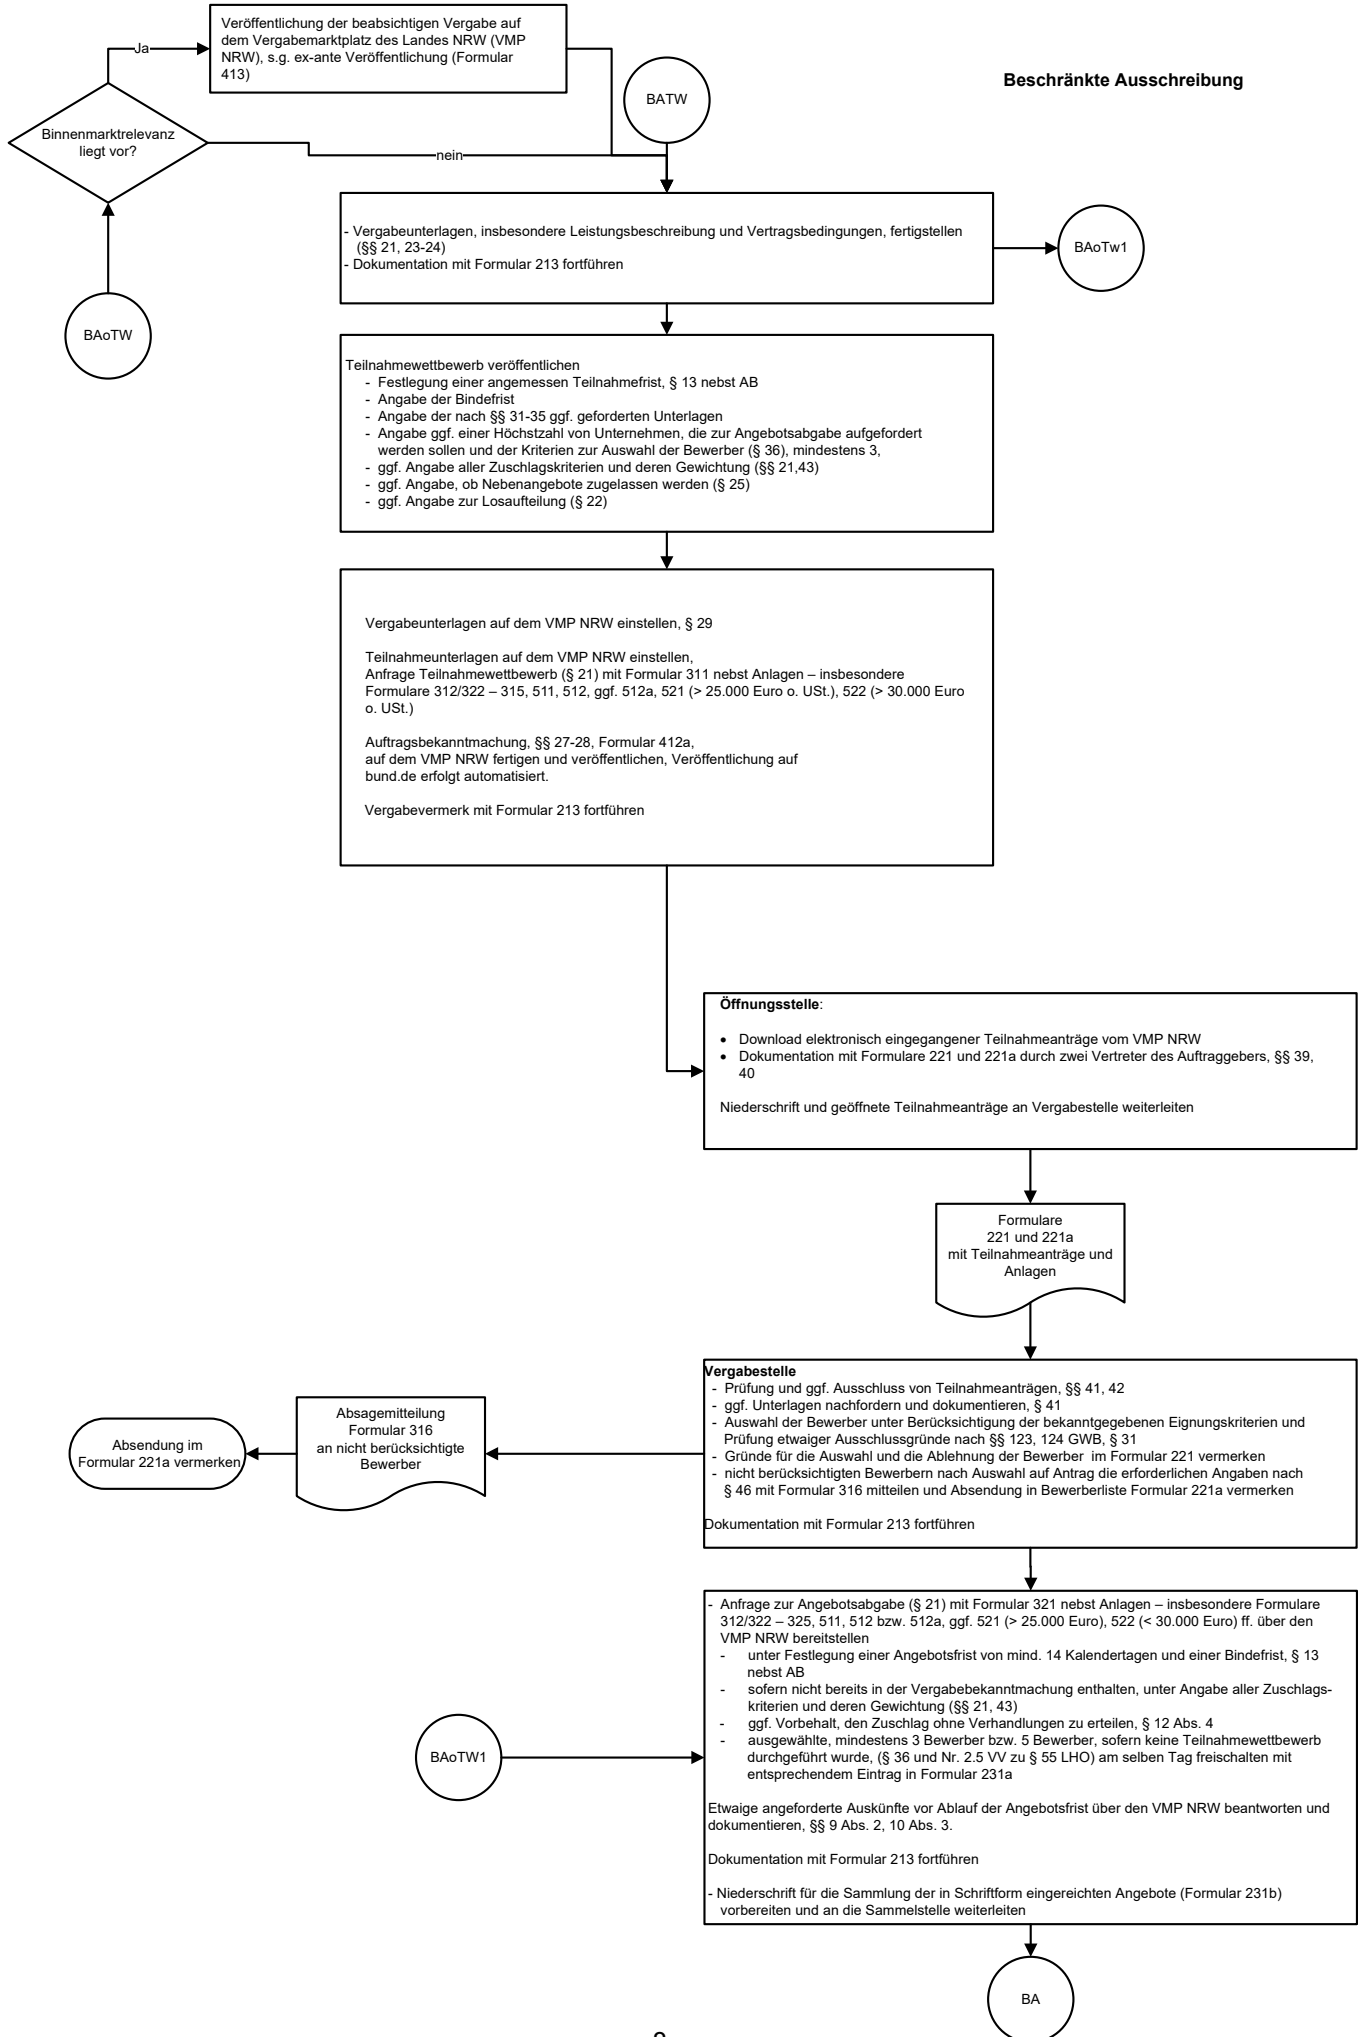 Beschränkte Ausschreibung
Veröffentlichung der beabsichtigen Vergabe auf
dem Vergabemarktplatz des Landes NRW (VMP
NRW), s.g. ex-ante Veröffentlichung (Formular
413)
Ja
BATW
Binnenmarktrelevanz
liegt vor?
nein
- Vergabeunterlagen, insbesondere Leistungsbeschreibung und Vertragsbedingungen, fertigstellen
(§§ 21, 23-24)
- Dokumentation mit Formular 213 fortführen
BAoTw1
BAoTW
Teilnahmewettbewerb veröffentlichen
- Festlegung einer angemessen Teilnahmefrist, § 13 nebst AB
- Angabe der Bindefrist
- Angabe der nach §§ 31-35 ggf. geforderten Unterlagen
- Angabe ggf. einer Höchstzahl von Unternehmen, die zur Angebotsabgabe aufgefordert
werden sollen und der Kriterien zur Auswahl der Bewerber (§ 36), mindestens 3,
- ggf. Angabe aller Zuschlagskriterien und deren Gewichtung (§§ 21,43)
- ggf. Angabe, ob Nebenangebote zugelassen werden (§ 25)
- ggf. Angabe zur Losaufteilung (§ 22)
Vergabeunterlagen auf dem VMP NRW einstellen, § 29
Teilnahmeunterlagen auf dem VMP NRW einstellen,
Anfrage Teilnahmewettbewerb (§ 21) mit Formular 311 nebst Anlagen – insbesondere
Formulare 312/322 – 315, 511, 512, ggf. 512a, 521 (> 25.000 Euro o. USt.), 522 (> 30.000 Euro
o. USt.)
Auftragsbekanntmachung, §§ 27-28, Formular 412a,
auf dem VMP NRW fertigen und veröffentlichen, Veröffentlichung auf
bund.de erfolgt automatisiert.
Vergabevermerk mit Formular 213 fortführen
Öffnungsstelle:
• Download elektronisch eingegangener Teilnahmeanträge vom VMP NRW
• Dokumentation mit Formulare 221 und 221a durch zwei Vertreter des Auftraggebers, §§ 39,
40
Niederschrift und geöffnete Teilnahmeanträge an Vergabestelle weiterleiten
Formulare
221 und 221a
mit Teilnahmeanträge und
Anlagen
Vergabestelle
- Prüfung und ggf. Ausschluss von Teilnahmeanträgen, §§ 41, 42
- ggf. Unterlagen nachfordern und dokumentieren, § 41
- Auswahl der Bewerber unter Berücksichtigung der bekanntgegebenen Eignungskriterien und
Prüfung etwaiger Ausschlussgründe nach §§ 123, 124 GWB, § 31
- Gründe für die Auswahl und die Ablehnung der Bewerber im Formular 221 vermerken
- nicht berücksichtigten Bewerbern nach Auswahl auf Antrag die erforderlichen Angaben nach
§ 46 mit Formular 316 mitteilen und Absendung in Bewerberliste Formular 221a vermerken
Dokumentation mit Formular 213 fortführen
Absagemitteilung
Formular 316
an nicht berücksichtigte
Bewerber
Absendung im
Formular 221a vermerken
- Anfrage zur Angebotsabgabe (§ 21) mit Formular 321 nebst Anlagen – insbesondere Formulare
312/322 – 325, 511, 512 bzw. 512a, ggf. 521 (> 25.000 Euro), 522 (< 30.000 Euro) ff. über den
VMP NRW bereitstellen
- unter Festlegung einer Angebotsfrist von mind. 14 Kalendertagen und einer Bindefrist, § 13
nebst AB
- sofern nicht bereits in der Vergabebekanntmachung enthalten, unter Angabe aller Zuschlags-
kriterien und deren Gewichtung (§§ 21, 43)
- ggf. Vorbehalt, den Zuschlag ohne Verhandlungen zu erteilen, § 12 Abs. 4
- ausgewählte, mindestens 3 Bewerber bzw. 5 Bewerber, sofern keine Teilnahmewettbewerb
durchgeführt wurde, (§ 36 und Nr. 2.5 VV zu § 55 LHO) am selben Tag freischalten mit
entsprechendem Eintrag in Formular 231a
Etwaige angeforderte Auskünfte vor Ablauf der Angebotsfrist über den VMP NRW beantworten und
dokumentieren, §§ 9 Abs. 2, 10 Abs. 3.
Dokumentation mit Formular 213 fortführen
- Niederschrift für die Sammlung der in Schriftform eingereichten Angebote (Formular 231b)
vorbereiten und an die Sammelstelle weiterleiten
BAoTW1
BA